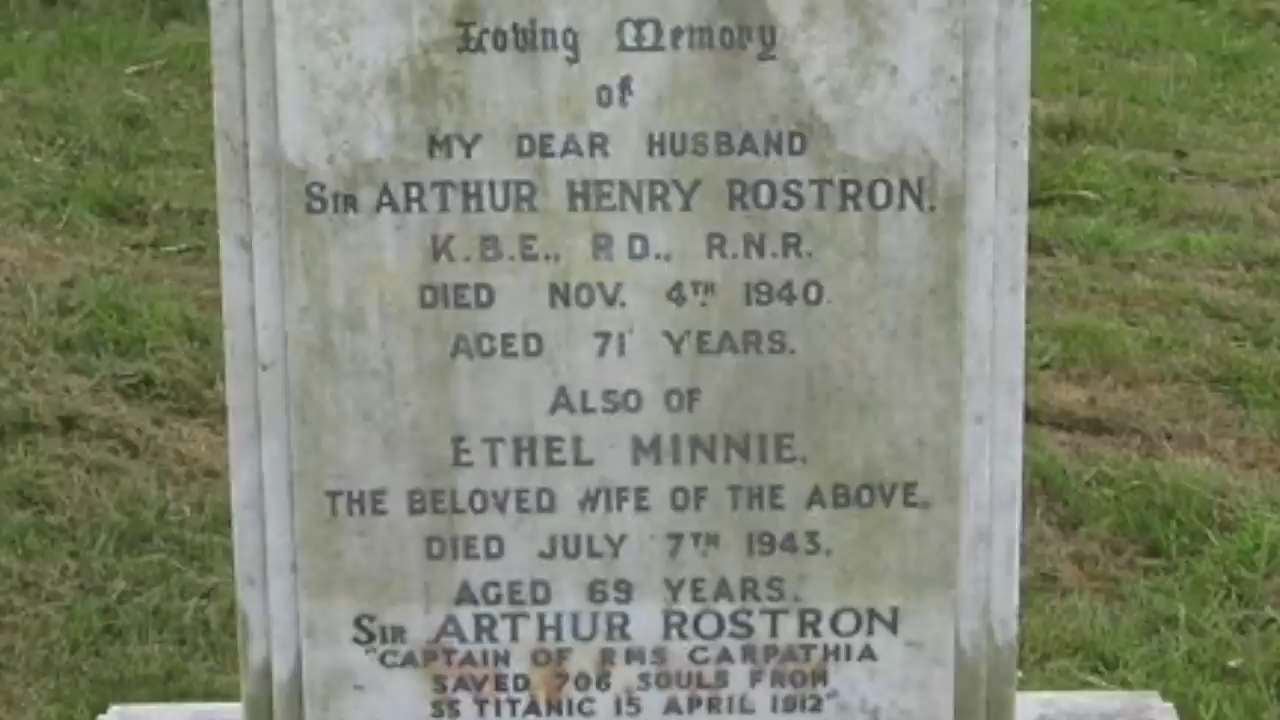 Loving Memory
of
MY DEAR HUSBAND
SIR ARTHUR HENRY ROSTRON.
K.B.E., R D., R.N.R.
DIED NOV. 4TH 1940.
AGED 71 YEARS.
ALSO OF
ETHEL MINNIE.
THE BELOVED WIFE OF THE ABOVE.
DIED JULY 7TH 1943.
AGED 69 YEARS.
SIR ARTHUR ROSTRON
"CAPTAIN OF RMS CARPATHIA
SAVED 706 SOULS FROM
SS TITANIC 15 APRIL 1912"